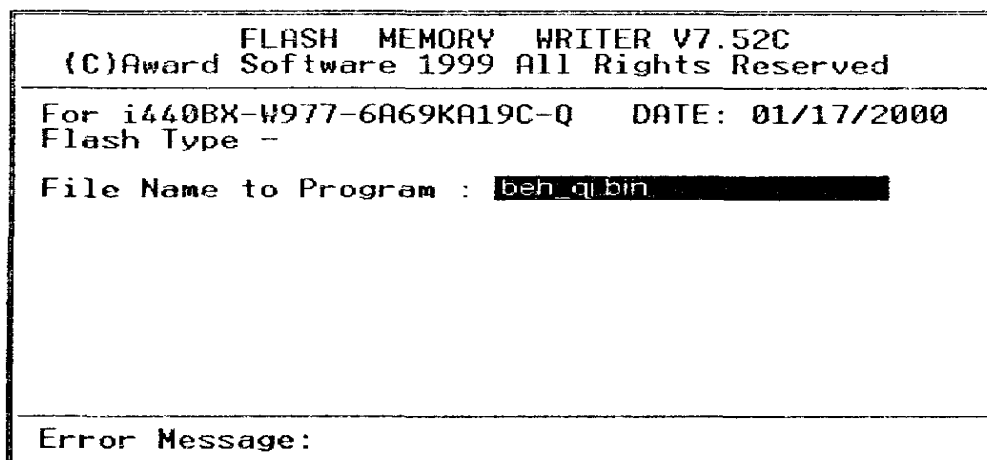 FLASH MEMORY WRITER V7.52C
(C)Award Software 1999 All Rights Reserved
For i440BX-W977-6A69KA19C-Q DATE: 01/17/2000
Flash Type -
File Name to Program : beh_qj.bin
Error Message: